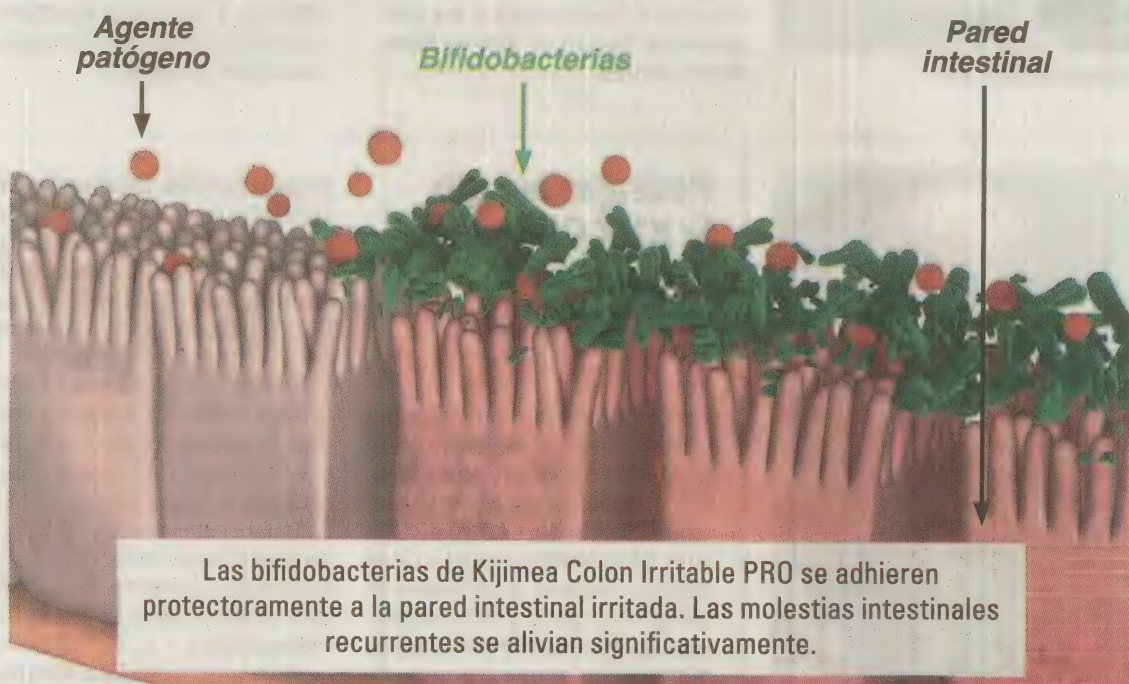 Agente
patógeno
Bifidobacterias
Pared
intestinal
Las bifidobacterias de Kijimea Colon Irritable PRO se adhieren
protectoramente a la pared intestinal irritada. Las molestias intestinales
recurrentes se alivian significativamente.